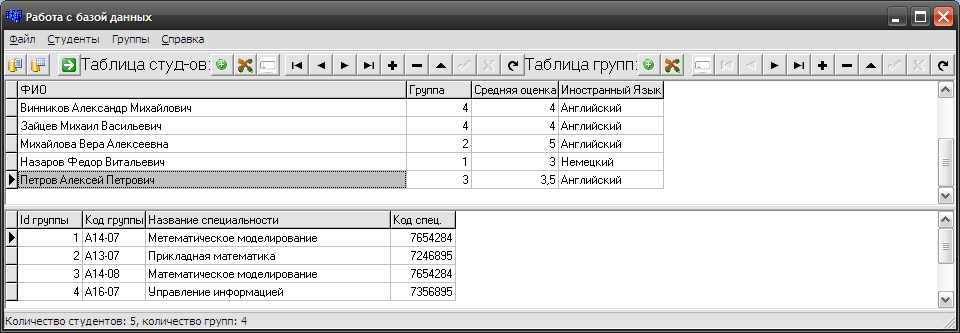 Работа с базой данных
Файл Студенты Группы Справка
Таблица студ-ов: Таблица групп:
ФИО Группа Средняя оценка Иностранный Язык
Винников Александр Михайлович 4 4 Английский
Зайцев Михаил Васильевич 4 4 Английский
Михайлова Вера Алексеевна 2 5 Английский
Назаров Федор Витальевич 1 3 Немецкий
Петров Алексей Петрович 3 3,5 Английский
Id группы Код группы Название специальности Код спец.
1 А14-07 Метематическое моделирование 7654284
2 А13-07 Прикладная математика 7246895
3 А14-08 Математическое моделирование 7654284
4 А16-07 Управление информацией 7356895
Количество студентов: 5, количество групп: 4